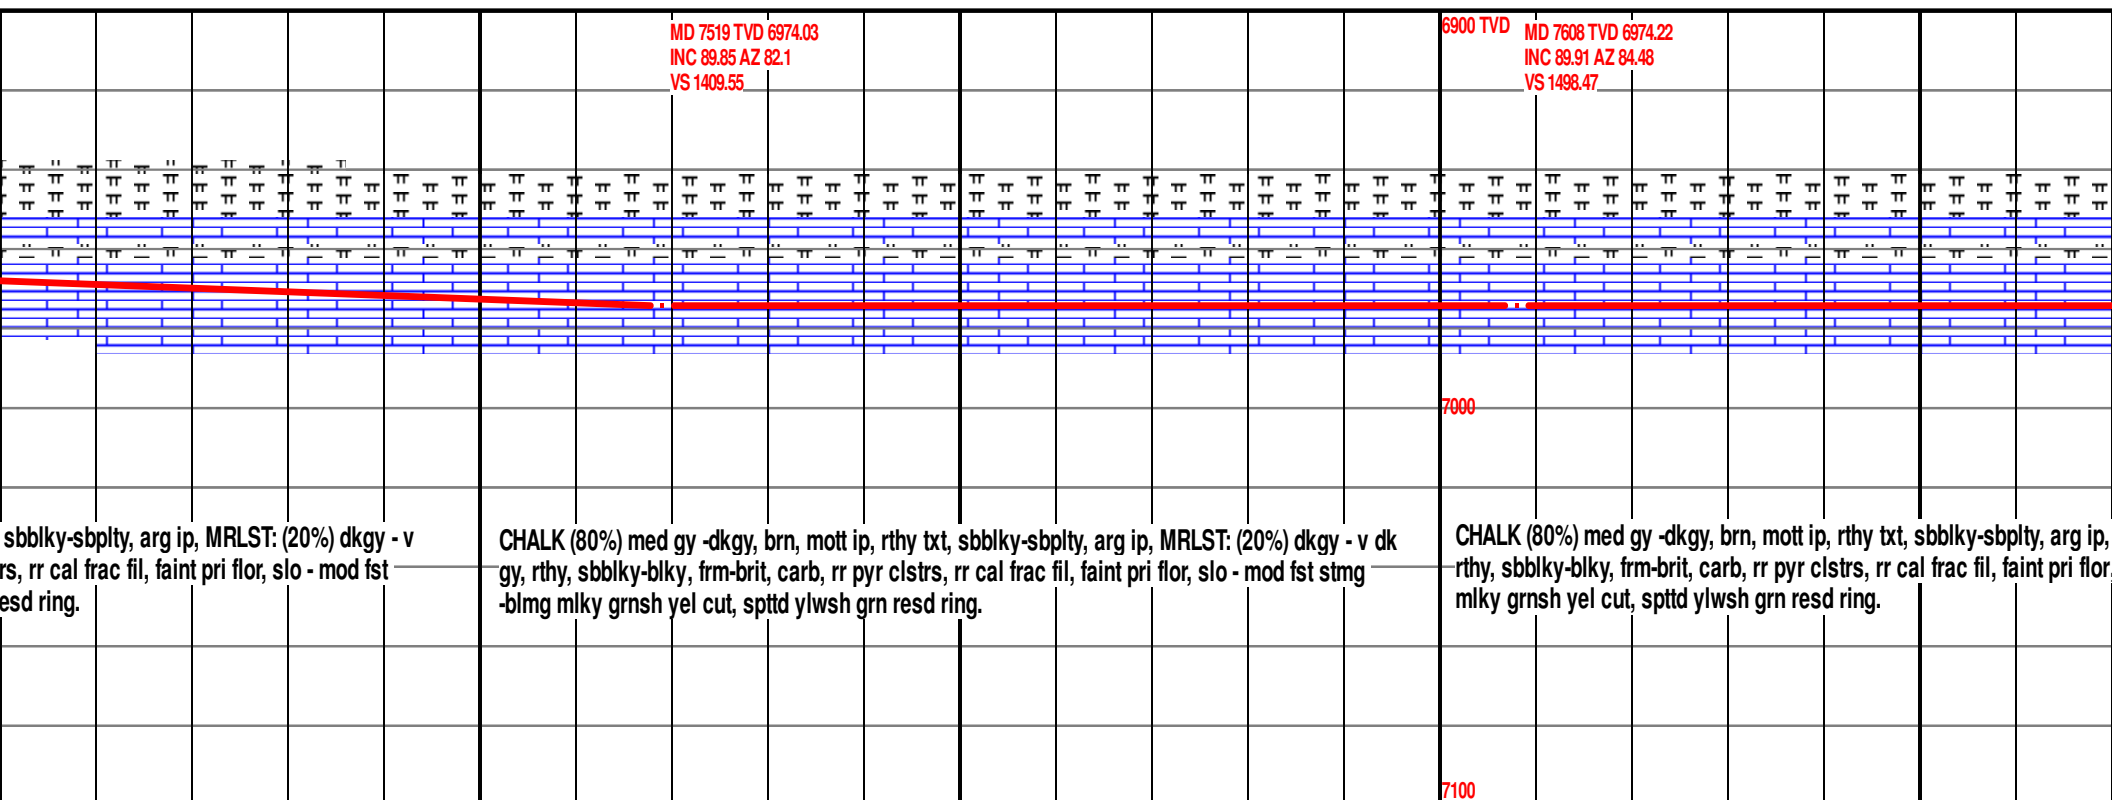 MD 7519 TVD 6974.03
INC 89.85 AZ 82.1
VS 1409.55
6900 TVD
MD 7608 TVD 6974.22
INC 89.91 AZ 84.48
VS 1498.47
7000
sbblky-sbplty, arg ip, MRLST: (20%) dkgy - v
rs, rr cal frac fil, faint pri flor, slo - mod fst
esd ring.
CHALK (80%) med gy -dkgy, brn, mott ip, rthy txt, sbblky-sbplty, arg ip, MRLST: (20%) dkgy - v dk
gy, rthy, sbblky-blky, frm-brit, carb, rr pyr clstrs, rr cal frac fil, faint pri flor, slo - mod fst stmg
-blmg mlky grnsh yel cut, spttd ylwsh grn resd ring.
CHALK (80%) med gy -dkgy, brn, mott ip, rthy txt, sbblky-sbplty, arg ip,
rthy, sbblky-blky, frm-brit, carb, rr pyr clstrs, rr cal frac fil, faint pri flor,
mlky grnsh yel cut, spttd ylwsh grn resd ring.
7100